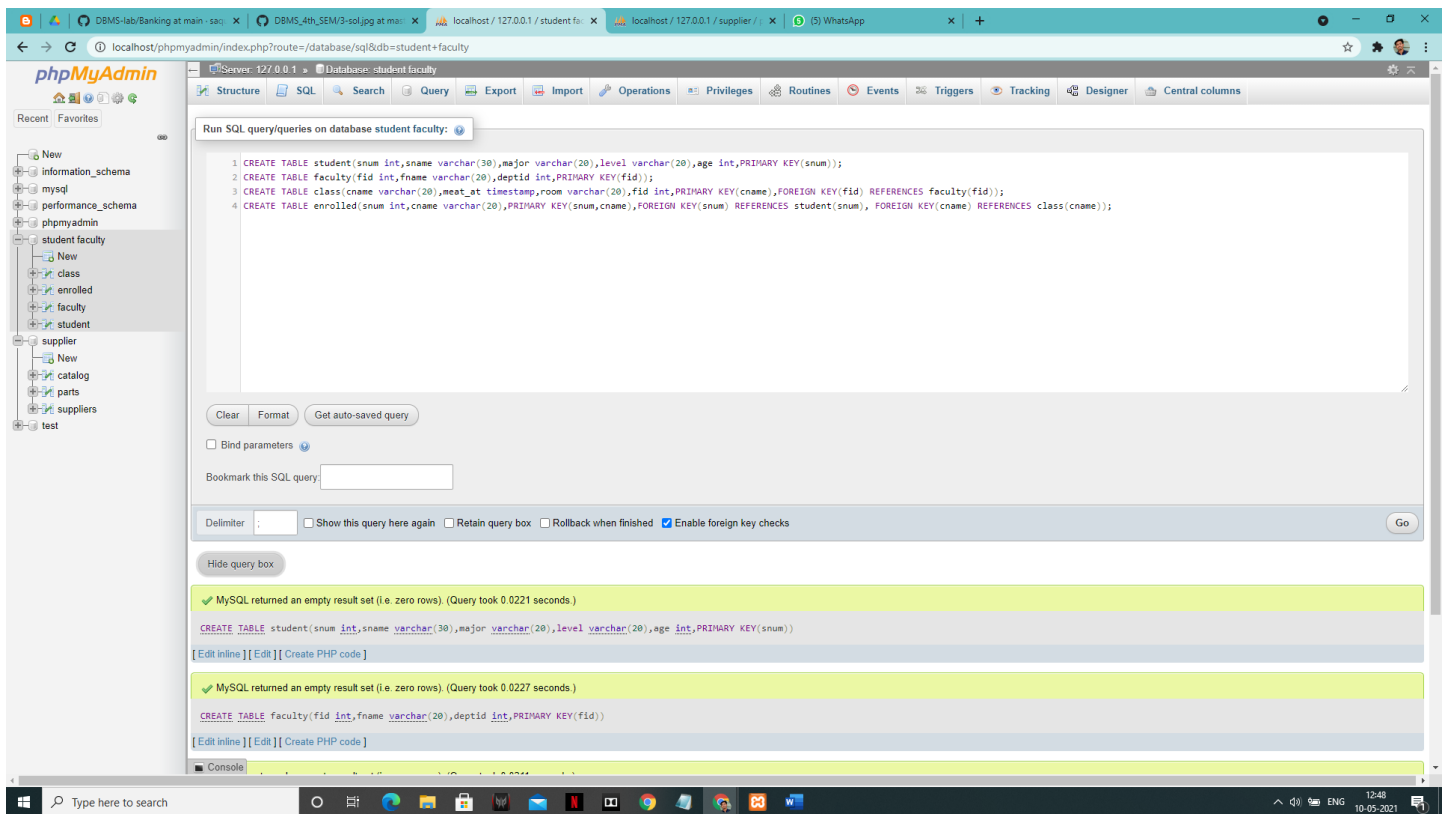 DBMS-lab/Banking at main · saqu
DBMS_4th_SEM/3-sol.jpg at mas
localhost / 127.0.0.1 / student fac
localhost / 127.0.0.1 / supplier / p
(5) WhatsApp
localhost/phpmyadmin/index.php?route=/database/sql&db=student+faculty
phpMyAdmin
Recent Favorites
New
information_schema
mysql
performance_schema
phpmyadmin
student faculty
New
class
enrolled
faculty
student
supplier
New
catalog
parts
suppliers
test
Server: 127.0.0.1 » Database: student faculty
Structure SQL Search Query Export Import Operations Privileges Routines Events Triggers Tracking Designer Central columns
Run SQL query/queries on database student faculty:
1 CREATE TABLE student(snum int,sname varchar(30),major varchar(20),level varchar(20),age int,PRIMARY KEY(snum));
2 CREATE TABLE faculty(fid int,fname varchar(20),deptid int,PRIMARY KEY(fid));
3 CREATE TABLE class(cname varchar(20),meat_at timestamp,room varchar(20),fid int,PRIMARY KEY(cname),FOREIGN KEY(fid) REFERENCES faculty(fid));
4 CREATE TABLE enrolled(snum int,cname varchar(20),PRIMARY KEY(snum,cname),FOREIGN KEY(snum) REFERENCES student(snum), FOREIGN KEY(cname) REFERENCES class(cname));
Clear Format Get auto-saved query
Bind parameters
Bookmark this SQL query:
Delimiter ; Show this query here again Retain query box Rollback when finished Enable foreign key checks Go
Hide query box
MySQL returned an empty result set (i.e. zero rows). (Query took 0.0221 seconds.)
CREATE TABLE student(snum int,sname varchar(30),major varchar(20),level varchar(20),age int,PRIMARY KEY(snum))
[ Edit inline ] [ Edit ] [ Create PHP code ]
MySQL returned an empty result set (i.e. zero rows). (Query took 0.0227 seconds.)
CREATE TABLE faculty(fid int,fname varchar(20),deptid int,PRIMARY KEY(fid))
[ Edit inline ] [ Edit ] [ Create PHP code ]
Console
Type here to search
ENG
12:48
10-05-2021